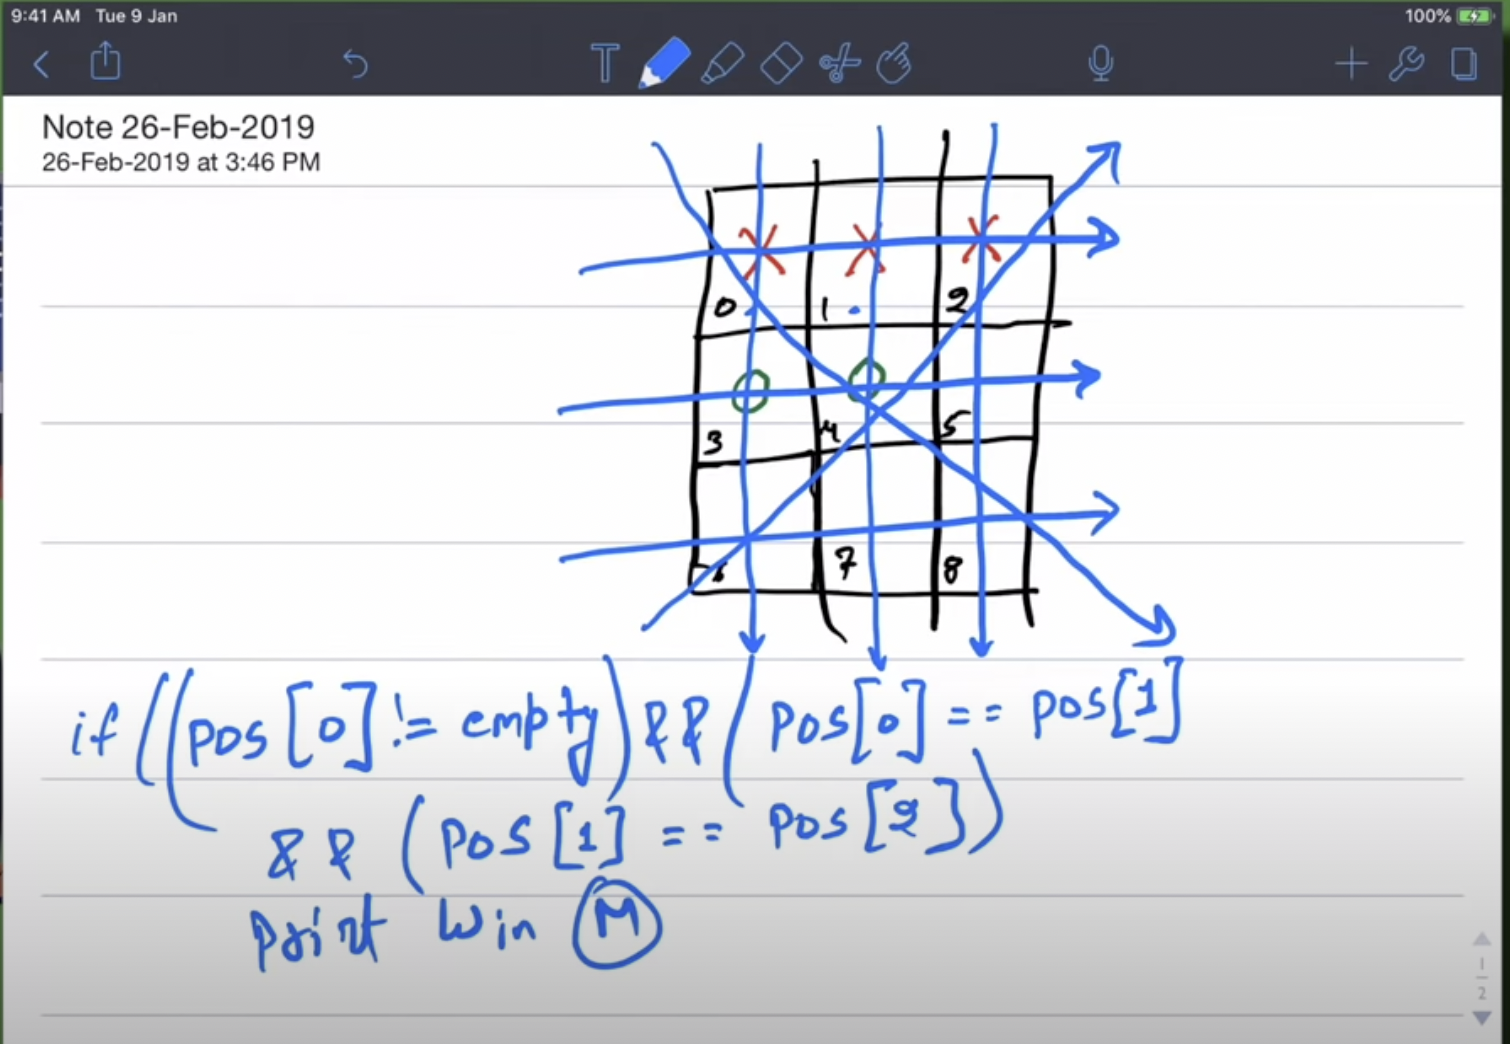 9:41 AM Tue 9 Jan
100%
T
Note 26-Feb-2019
26-Feb-2019 at 3:46 PM
0 1 2
3 4 5
6 7 8
if ((pos[0] != empty) && (pos[0] == pos[1]
&& (pos[1] == pos[2])
print win M
1
2